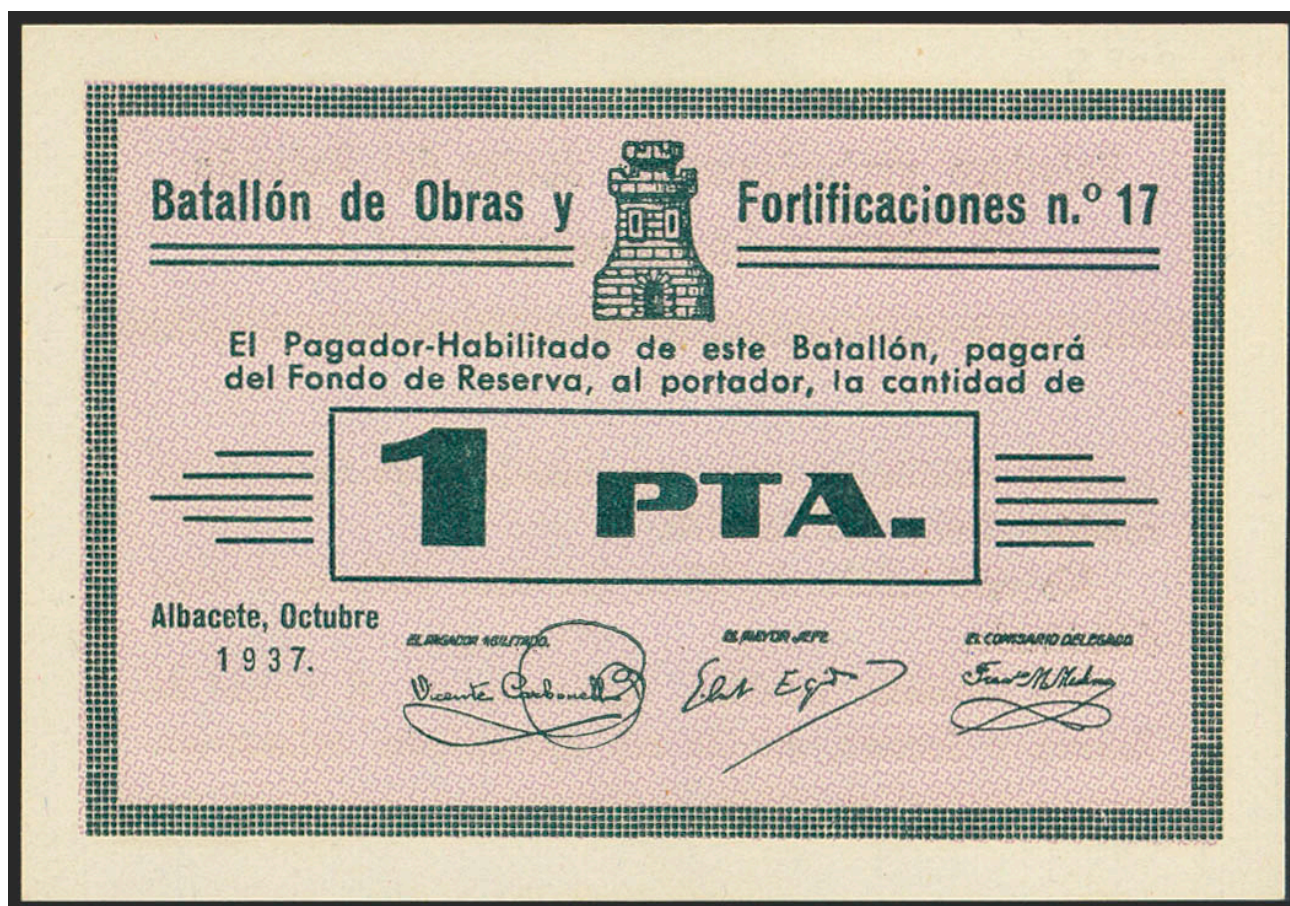 Batallón de Obras y Fortificaciones n.º 17
El Pagador-Habilitado de este Batallón, pagará
del Fondo de Reserva, al portador, la cantidad de
1 PTA.
Albacete, Octubre
1937.
EL PAGADOR HABILITADO.
EL MAYOR JEFE
EL COMISARIO DELEGADO
Vicente Carbonell